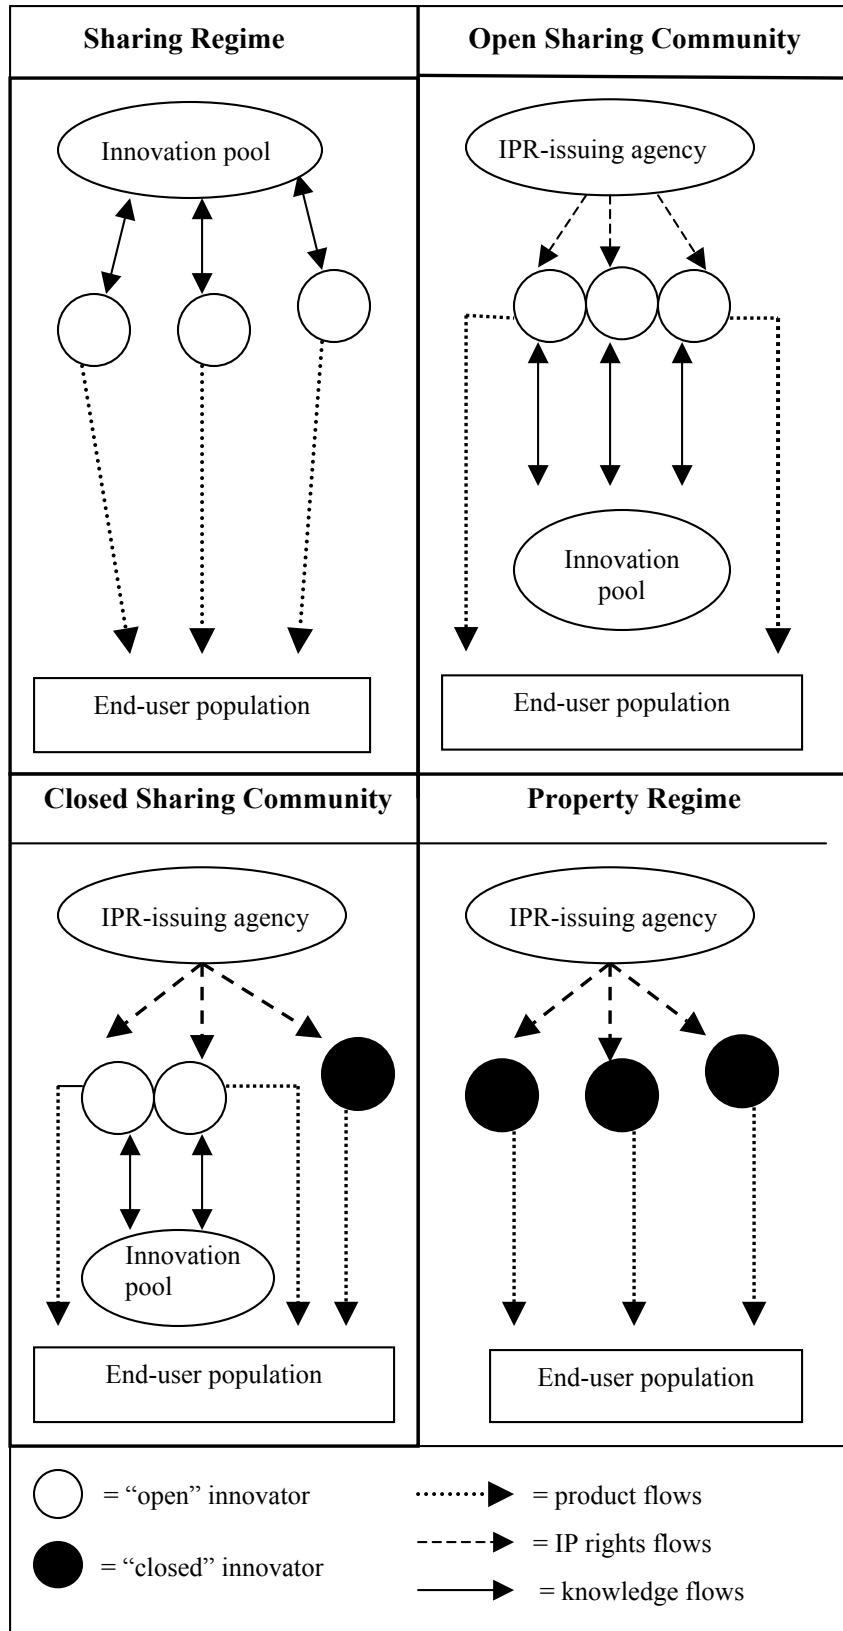 Sharing Regime
Open Sharing Community
Innovation pool
IPR-issuing agency
Innovation
pool
End-user population
End-user population
Closed Sharing Community
Property Regime
IPR-issuing agency
IPR-issuing agency
Innovation
pool
End-user population
End-user population
= “open” innovator
= product flows
= IP rights flows
= “closed” innovator
= knowledge flows